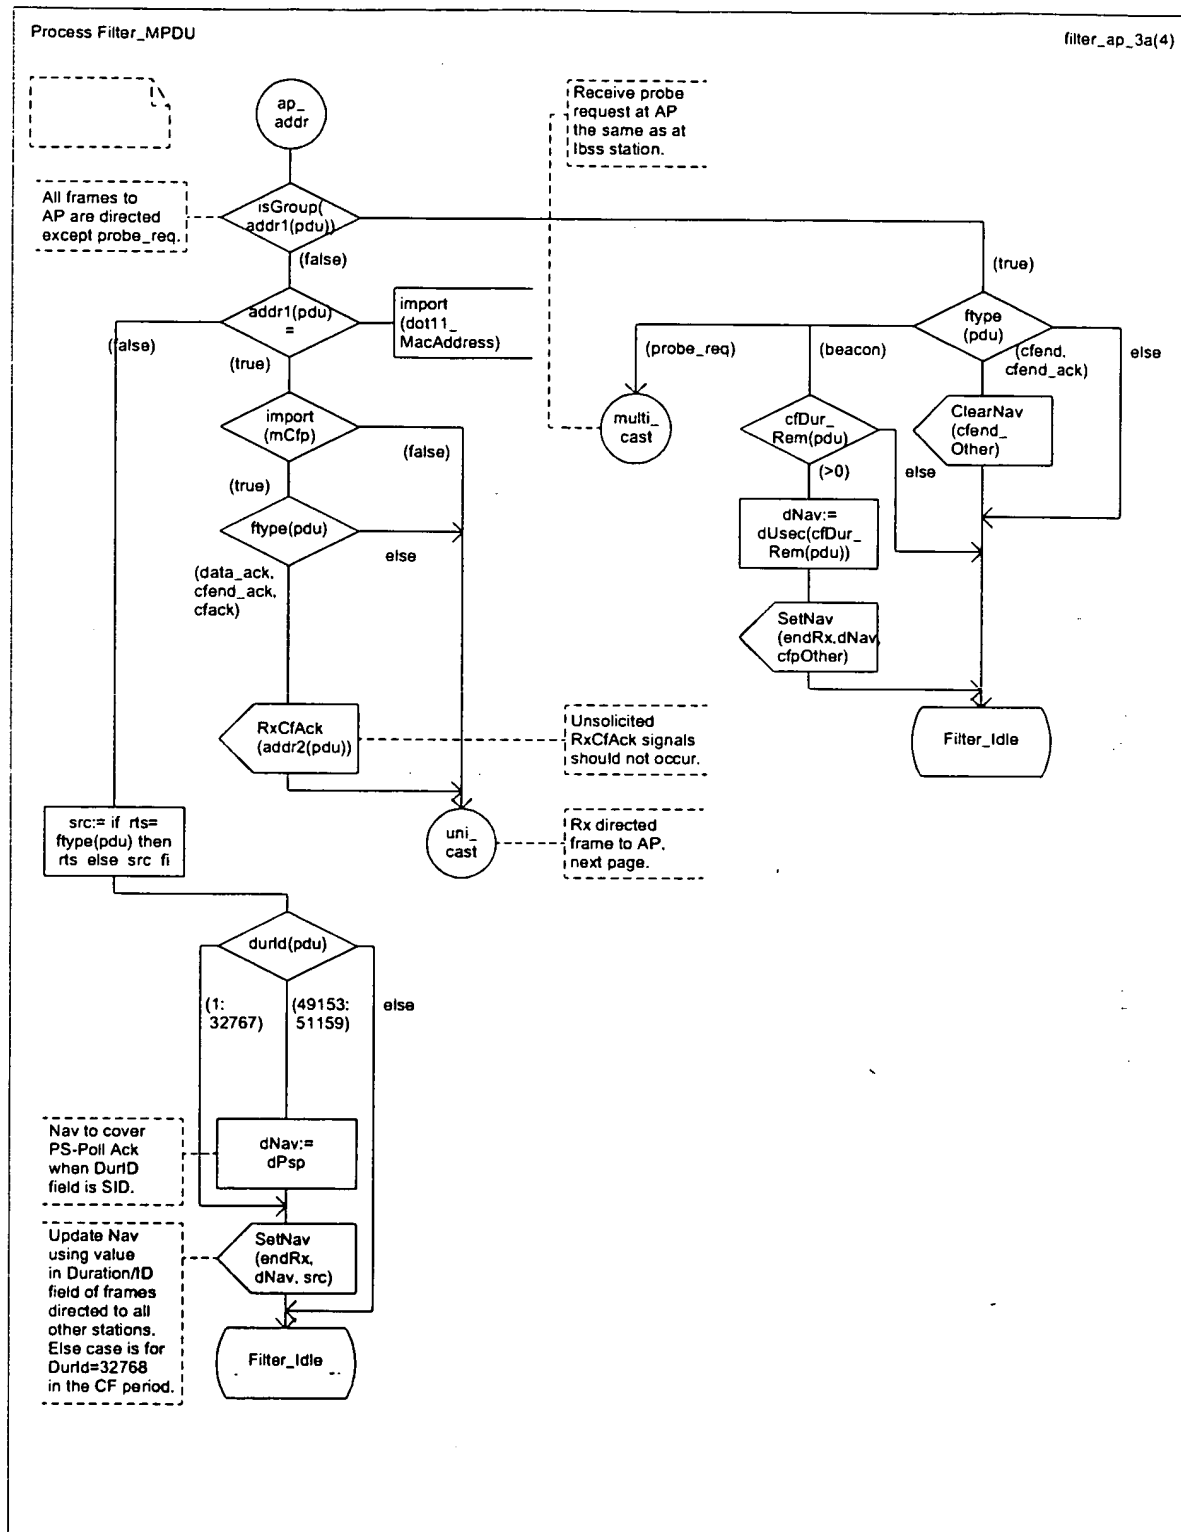 Process Filter_MPDU
filter_ap_3a(4)
ap_
addr
Receive probe
request at AP
the same as at
Ibss station.
All frames to
AP are directed
except probe_req.
isGroup(
addr1(pdu))
(false)
(true)
addr1(pdu)
=
import
(dot11_
MacAddress)
(false)
(true)
ftype
(pdu)
(probe_req)
(beacon)
(cfend,
cfend_ack)
else
import
(mCfp)
(false)
(true)
multi_
cast
cfDur_
Rem(pdu)
(>0)
else
ClearNav
(cfend_
Other)
ftype(pdu)
else
(data_ack,
cfend_ack,
cfack)
dNav:=
dUsec(cfDur_
Rem(pdu))
SetNav
(endRx,dNav,
cfpOther)
RxCfAck
(addr2(pdu))
Unsolicited
RxCfAck signals
should not occur.
Filter_Idle
src:= if rts=
ftype(pdu) then
rts else src fi
uni_
cast
Rx directed
frame to AP,
next page.
durId(pdu)
(1:
32767)
(49153:
51159)
else
Nav to cover
PS-Poll Ack
when DurID
field is SID.
dNav:=
dPsp
Update Nav
using value
in Duration/ID
field of frames
directed to all
other stations.
Else case is for
DurId=32768
in the CF period.
SetNav
(endRx,
dNav, src)
Filter_Idle